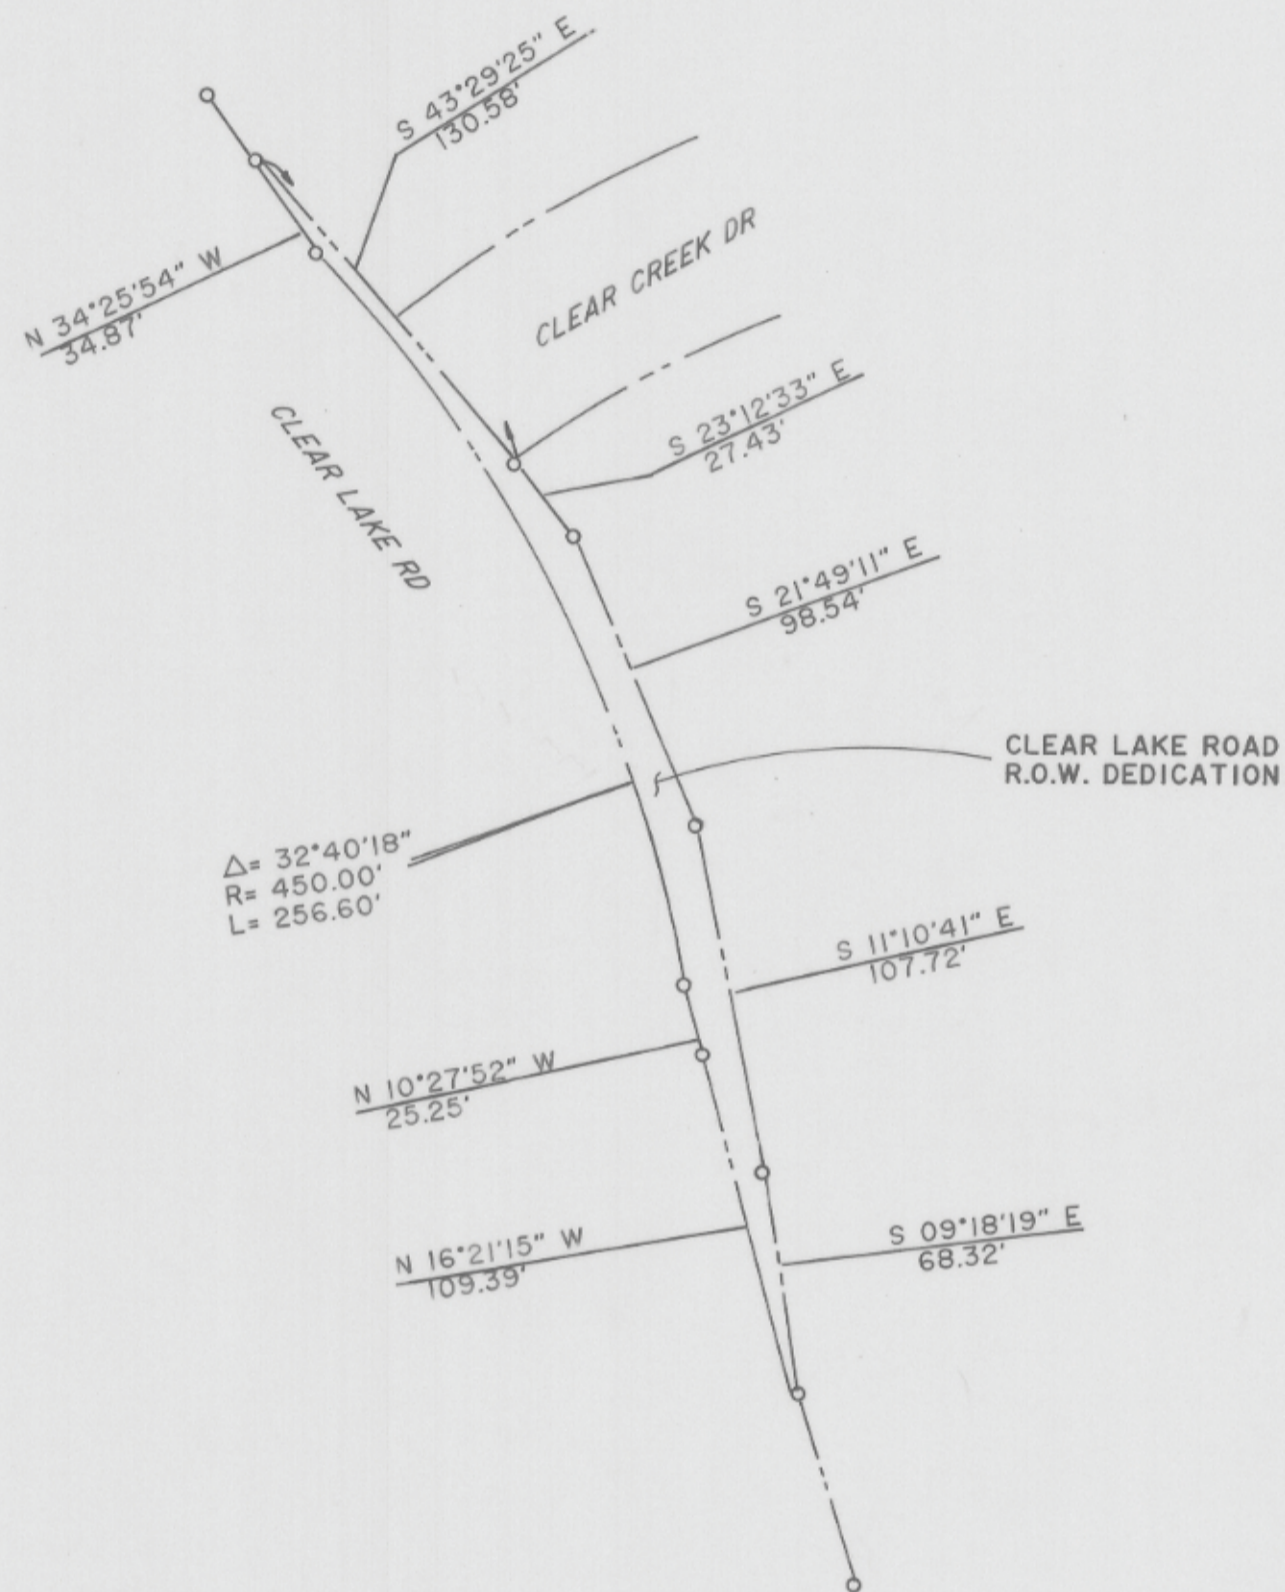 S 43°29'25" E
130.58'
N 34°25'54" W
34.87'
CLEAR CREEK DR
CLEAR LAKE RD
S 23°12'33" E
27.43'
S 21°49'11" E
98.54'
CLEAR LAKE ROAD
R.O.W. DEDICATION
Δ= 32°40'18"
R= 450.00'
L= 256.60'
S 11°10'41" E
107.72'
N 10°27'52" W
25.25'
N 16°21'15" W
109.39'
S 09°18'19" E
68.32'